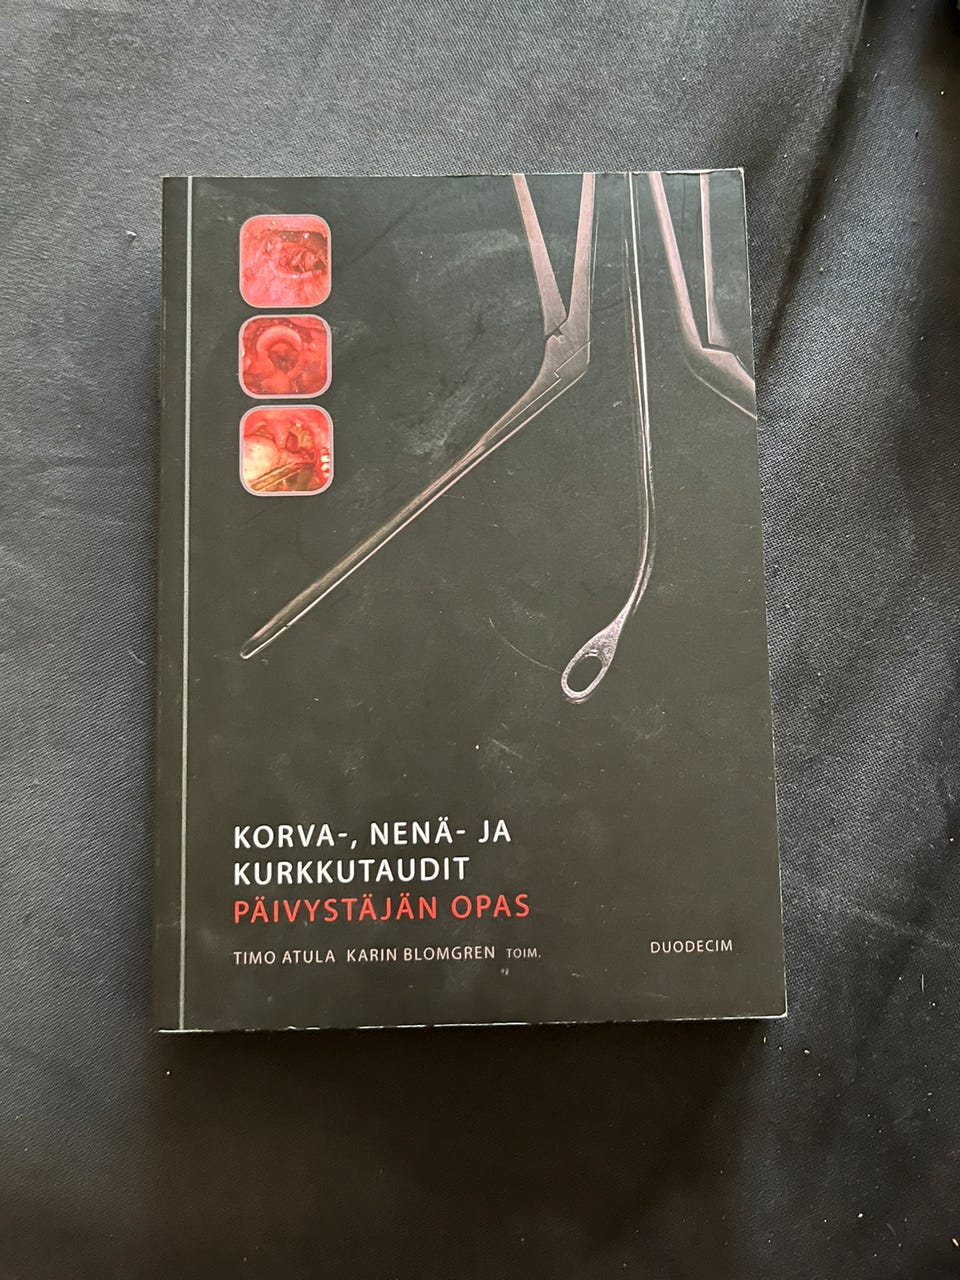 KORVA-, NENÄ- JA
KURKKUTAUDIT
PÄIVYSTÄJÄN OPAS
TIMO ATULA KARIN BLOMGREN TOIM.
DUODECIM